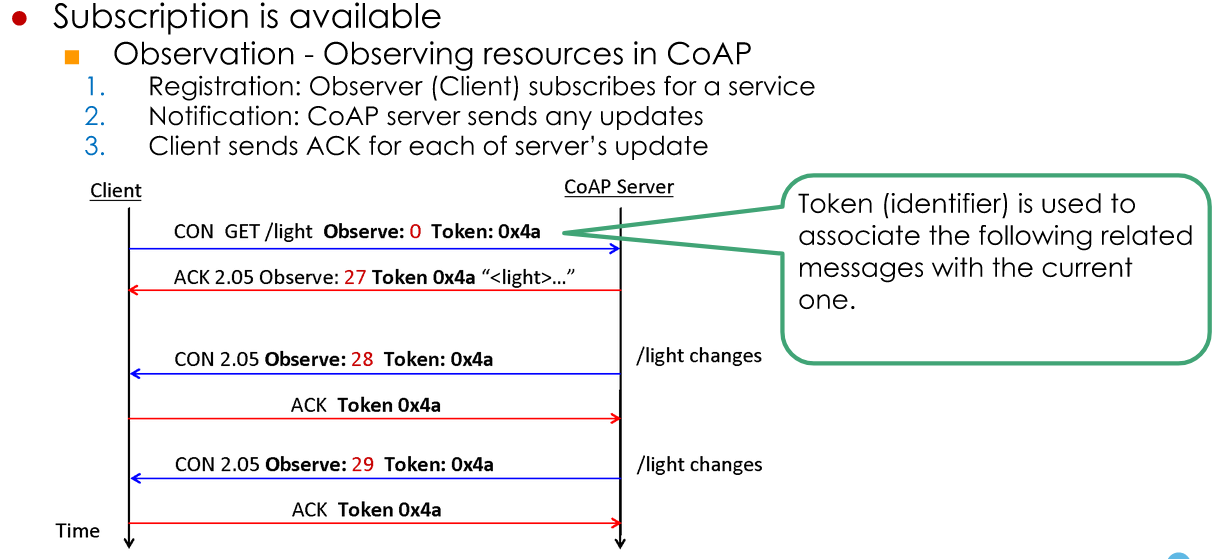 Subscription is available
Observation - Observing resources in CoAP
1. Registration: Observer (Client) subscribes for a service
2. Notification: CoAP server sends any updates
3. Client sends ACK for each of server's update
Client
CoAP Server
CON GET /light Observe: 0 Token: 0x4a
ACK 2.05 Observe: 27 Token 0x4a “<light>…”
CON 2.05 Observe: 28 Token: 0x4a
/light changes
ACK Token 0x4a
CON 2.05 Observe: 29 Token: 0x4a
/light changes
ACK Token 0x4a
Time
Token (identifier) is used to
associate the following related
messages with the current
one.